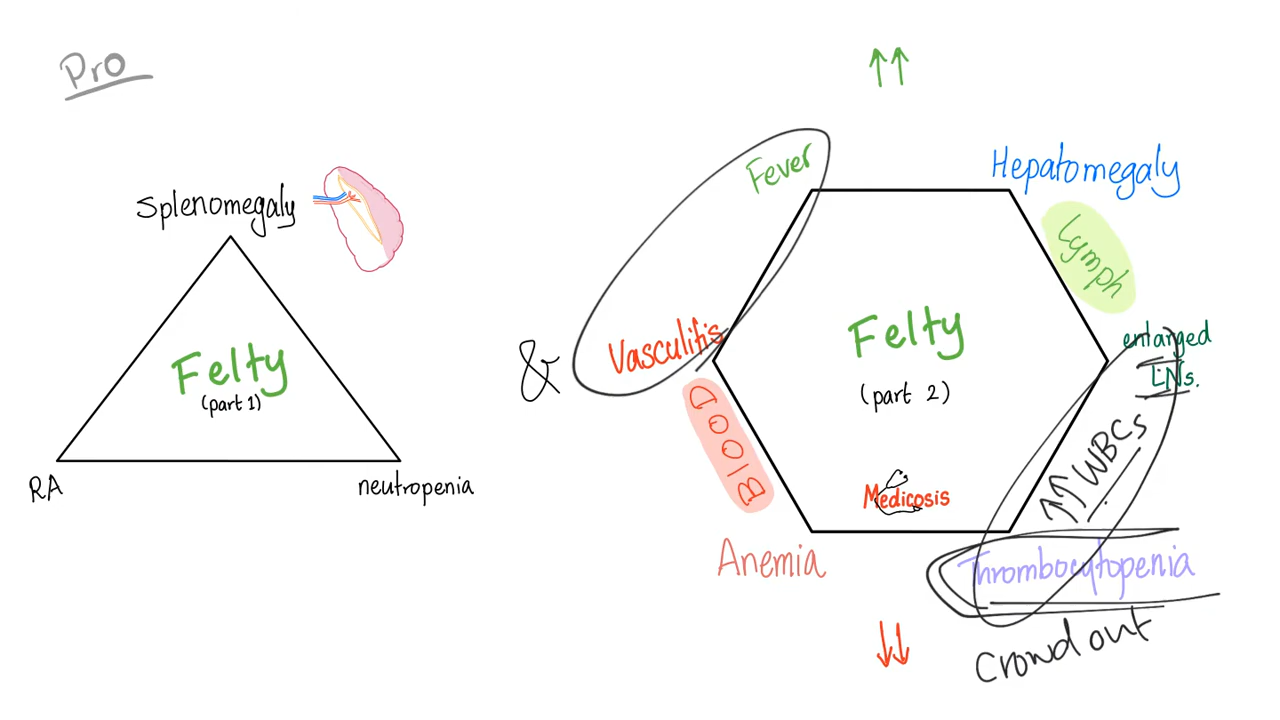 Pro
Splenomegaly
Felty
(part 1)
RA
neutropenia
&
↑↑
Fever
Hepatomegaly
Lymph
Vasculitis
enlarged
LNs.
Felty
(part 2)
BlOOD
↑↑WBCs
Medicosis
Anemia
Thrombocytopenia
↓↓
Crowd out